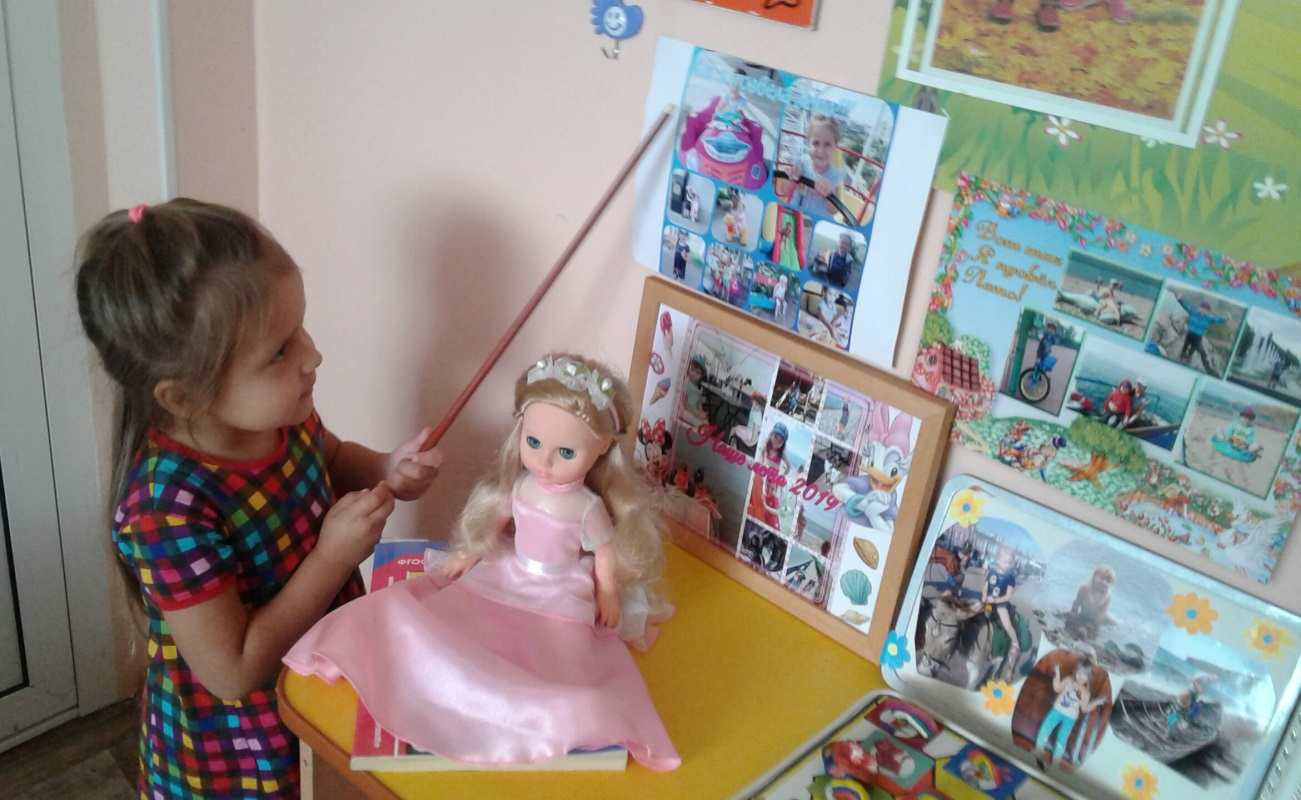 Вот так
Я провёл
Лето!
Наше лето 2019
ФГОС